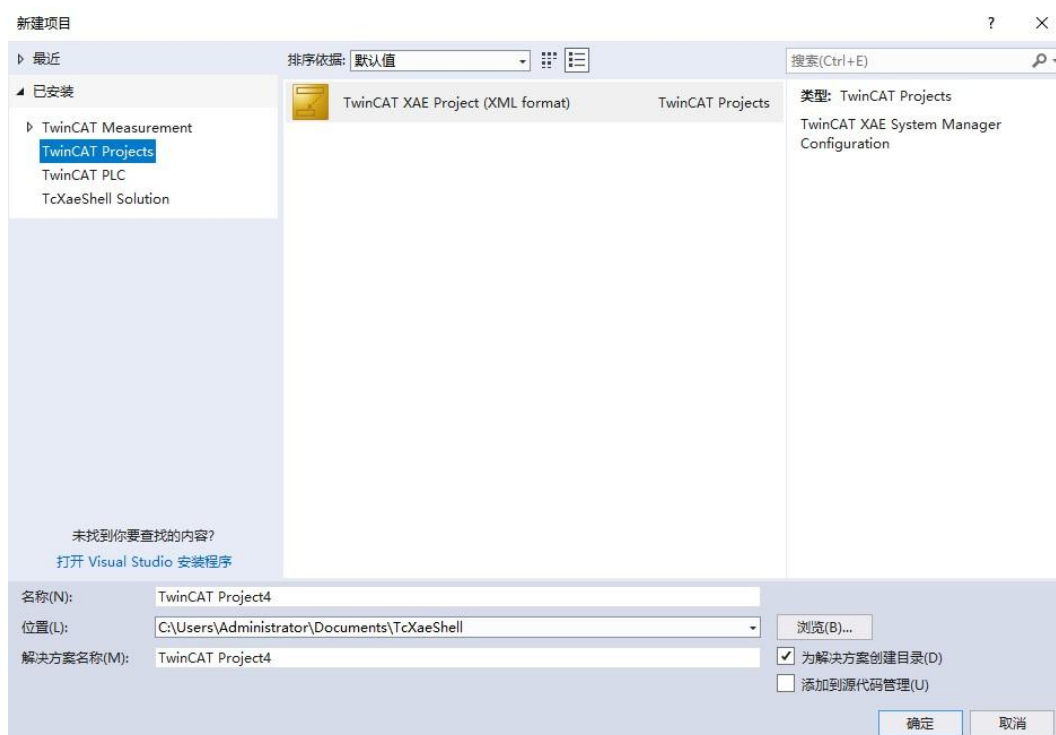 新建项目
?
最近
已安装
TwinCAT Measurement
TwinCAT Projects
TwinCAT PLC
TcXaeShell Solution
未找到你要查找的内容?
打开 Visual Studio 安装程序
排序依据: 默认值
TwinCAT XAE Project (XML format) TwinCAT Projects
搜索(Ctrl+E)
类型: TwinCAT Projects
TwinCAT XAE System Manager
Configuration
名称(N): TwinCAT Project4
位置(L): C:\Users\Administrator\Documents\TcXaeShell 浏览(B)...
解决方案名称(M): TwinCAT Project4 为解决方案创建目录(D)
添加到源代码管理(U)
确定 取消